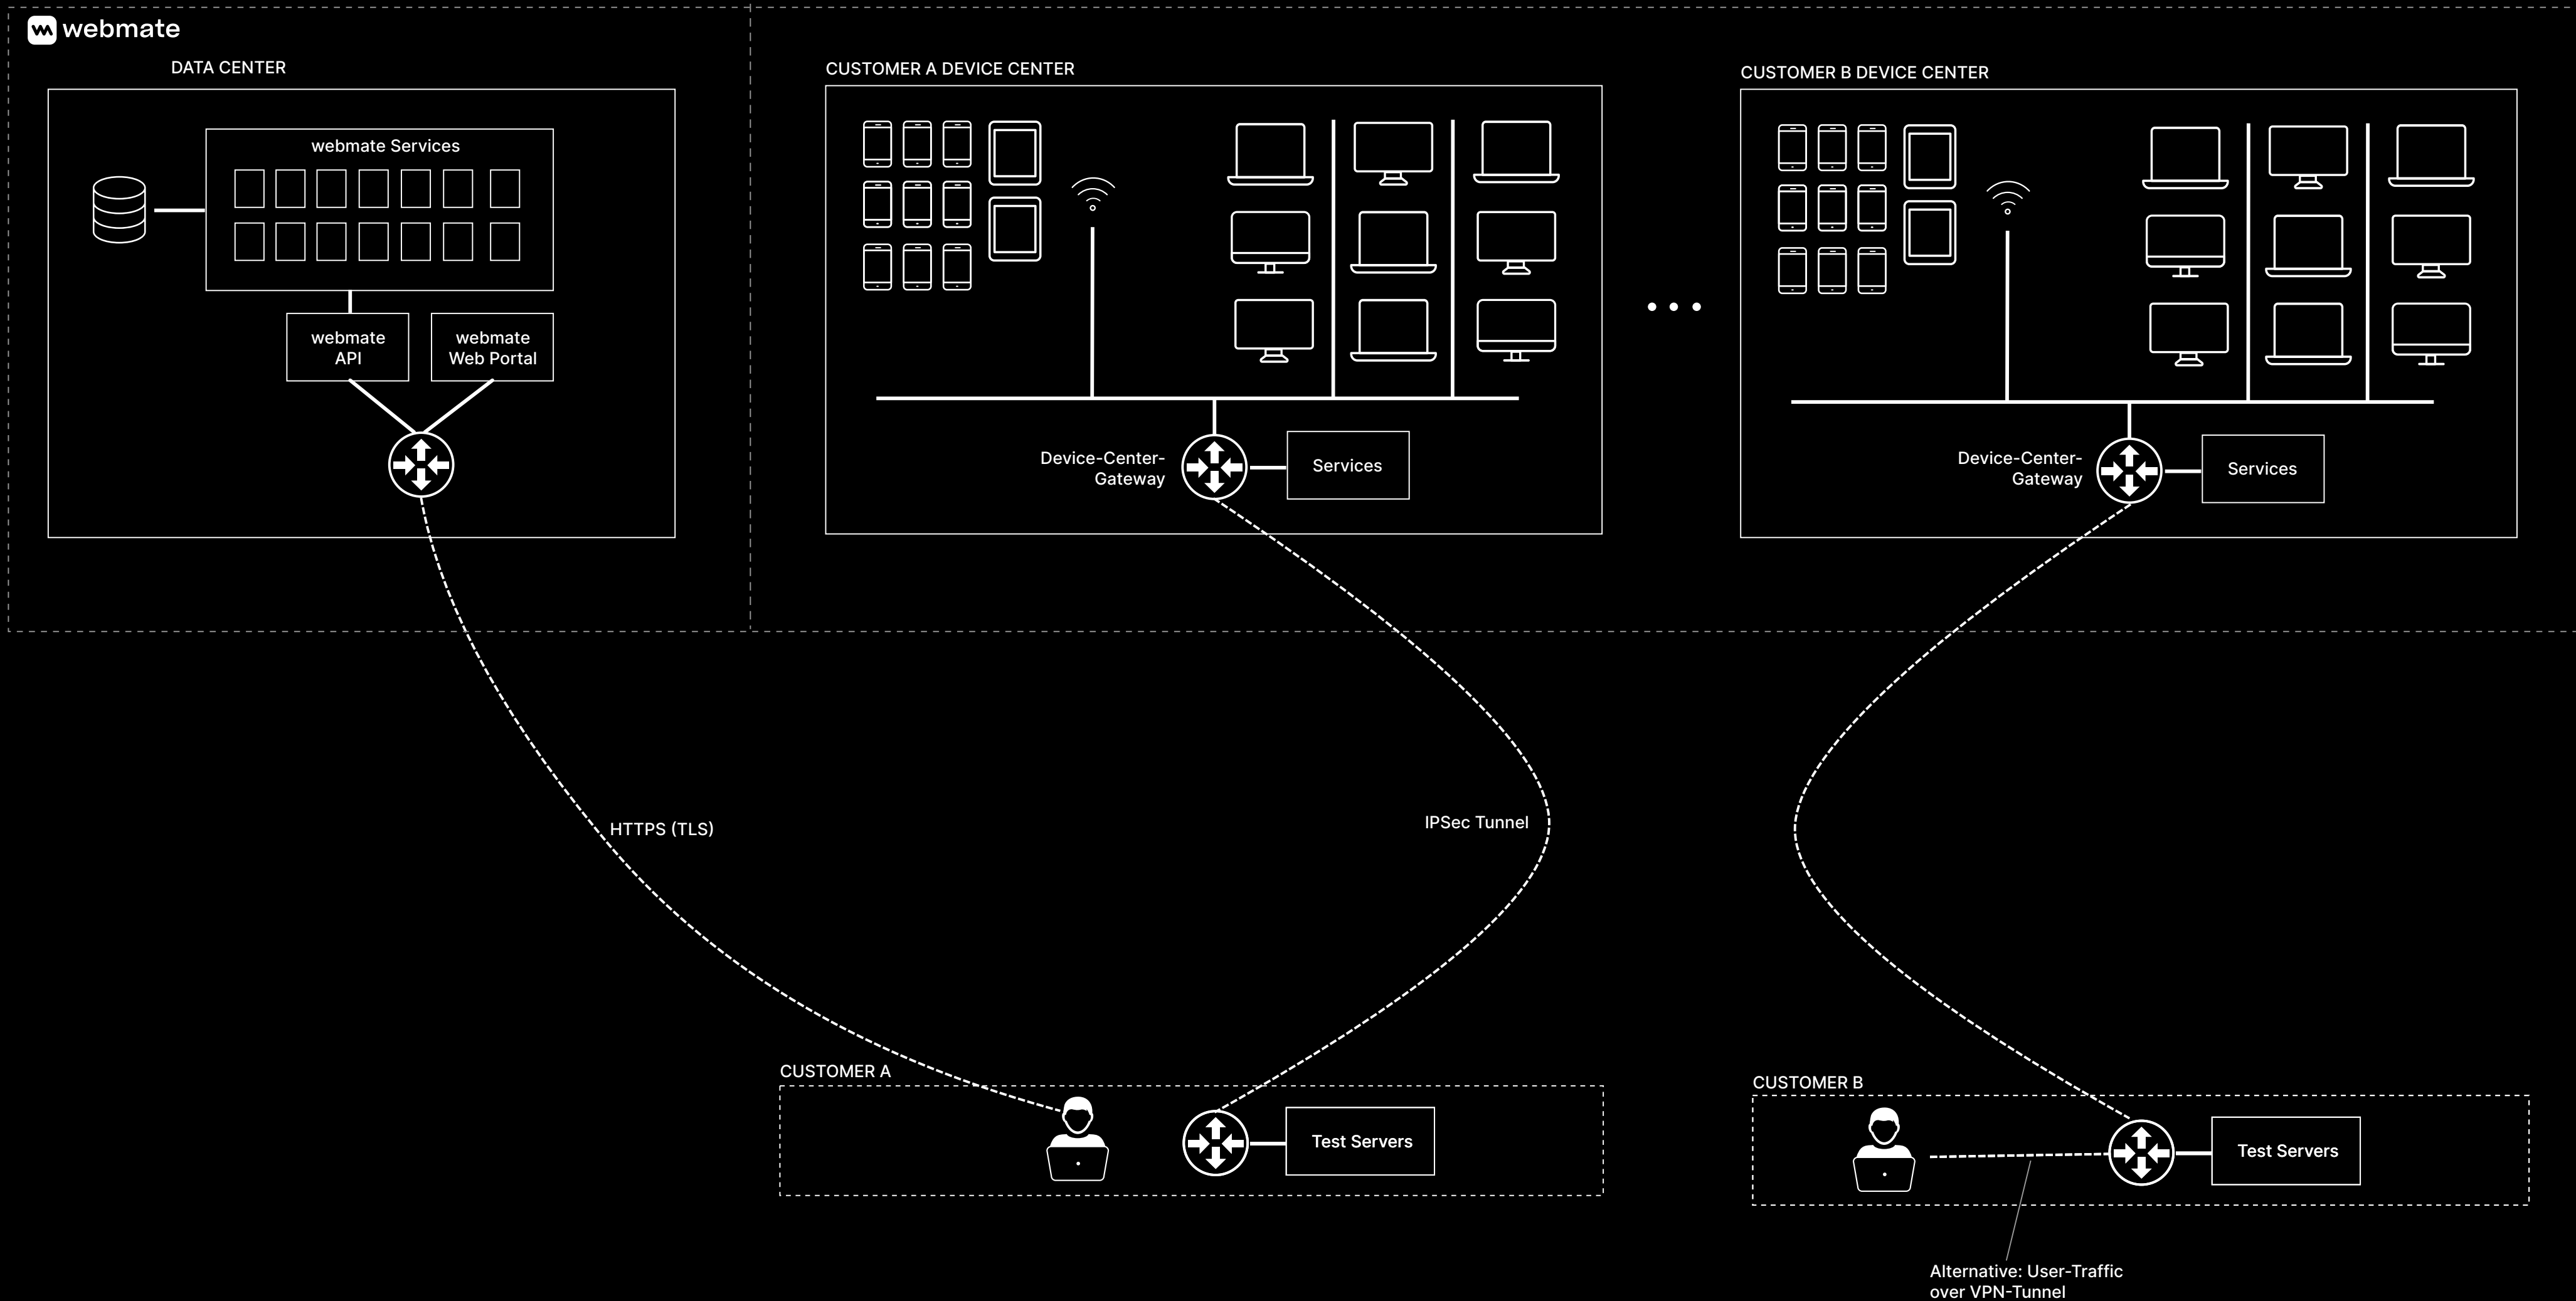 webmate
DATA CENTER
webmate Services
webmate
API
webmate
Web Portal
CUSTOMER A DEVICE CENTER
Device-Center-
Gateway
Services
CUSTOMER B DEVICE CENTER
Device-Center-
Gateway
Services
HTTPS (TLS)
IPSec Tunnel
CUSTOMER A
Test Servers
CUSTOMER B
Test Servers
Alternative: User-Traffic
over VPN-Tunnel